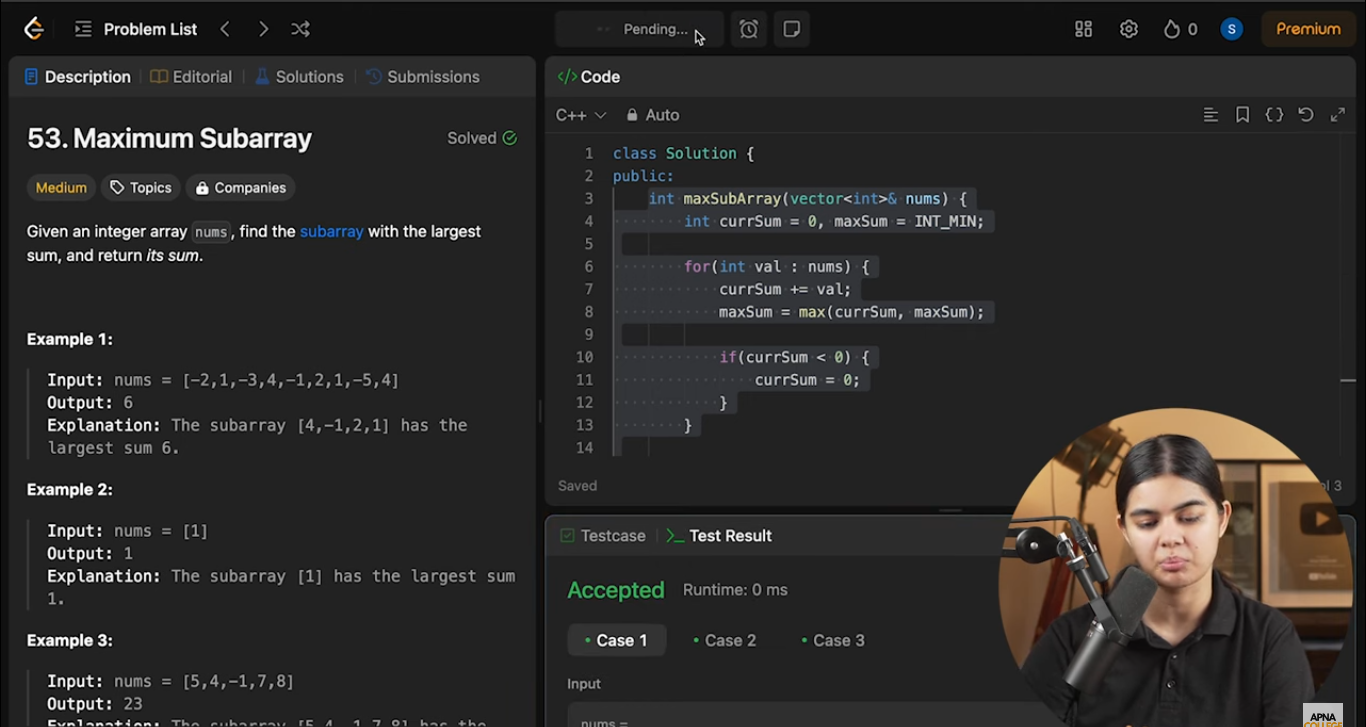 Problem List
Pending...
0
S
Premium
Description
Editorial
Solutions
Submissions
53. Maximum Subarray
Solved
Medium
Topics
Companies
Given an integer array nums, find the subarray with the largest
sum, and return its sum.
Example 1:
Input: nums = [-2,1,-3,4,-1,2,1,-5,4]
Output: 6
Explanation: The subarray [4,-1,2,1] has the
largest sum 6.
Example 2:
Input: nums = [1]
Output: 1
Explanation: The subarray [1] has the largest sum
1.
Example 3:
Input: nums = [5,4,-1,7,8]
Output: 23
Explanation: The subarray [5,4,-1,7,8] has the
</> Code
C++
Auto
1 class Solution {
2 public:
3 int maxSubArray(vector<int>& nums) {
4 int currSum = 0, maxSum = INT_MIN;
5
6 for(int val : nums) {
7 currSum += val;
8 maxSum = max(currSum, maxSum);
9
10 if(currSum < 0) {
11 currSum = 0;
12 }
13 }
14
Saved
ol 3
Testcase
>_ Test Result
Accepted
Runtime: 0 ms
Case 1
Case 2
Case 3
Input
nums =
APNA
COLLEGE